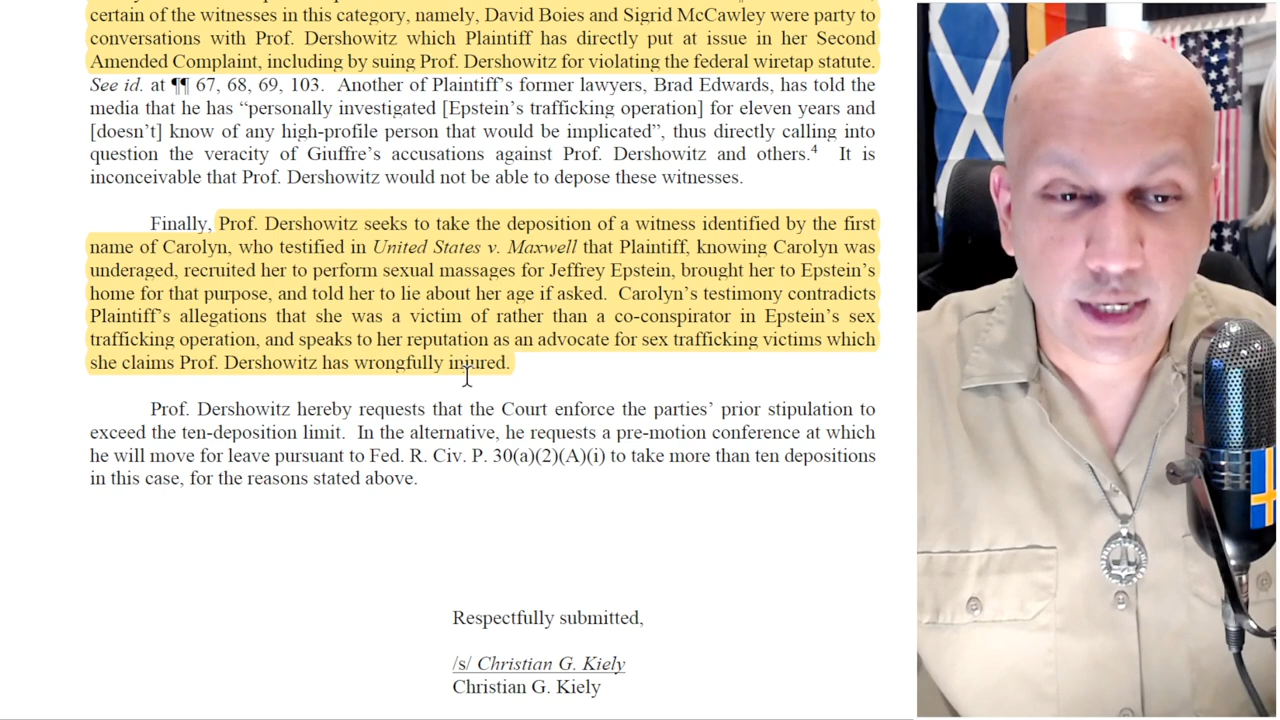 certain of the witnesses in this category, namely, David Boies and Sigrid McCawley were party to
conversations with Prof. Dershowitz which Plaintiff has directly put at issue in her Second
Amended Complaint, including by suing Prof. Dershowitz for violating the federal wiretap statute.
See id. at ¶¶ 67, 68, 69, 103. Another of Plaintiff's former lawyers, Brad Edwards, has told the
media that he has “personally investigated [Epstein's trafficking operation] for eleven years and
[doesn't] know of any high-profile person that would be implicated”, thus directly calling into
question the veracity of Giuffre's accusations against Prof. Dershowitz and others.⁴ It is
inconceivable that Prof. Dershowitz would not be able to depose these witnesses.
Finally, Prof. Dershowitz seeks to take the deposition of a witness identified by the first
name of Carolyn, who testified in United States v. Maxwell that Plaintiff, knowing Carolyn was
underaged, recruited her to perform sexual massages for Jeffrey Epstein, brought her to Epstein's
home for that purpose, and told her to lie about her age if asked. Carolyn's testimony contradicts
Plaintiff's allegations that she was a victim of rather than a co-conspirator in Epstein's sex
trafficking operation, and speaks to her reputation as an advocate for sex trafficking victims which
she claims Prof. Dershowitz has wrongfully injured.
Prof. Dershowitz hereby requests that the Court enforce the parties' prior stipulation to
exceed the ten-deposition limit. In the alternative, he requests a pre-motion conference at which
he will move for leave pursuant to Fed. R. Civ. P. 30(a)(2)(A)(i) to take more than ten depositions
in this case, for the reasons stated above.
Respectfully submitted,
/s/ Christian G. Kiely
Christian G. Kiely